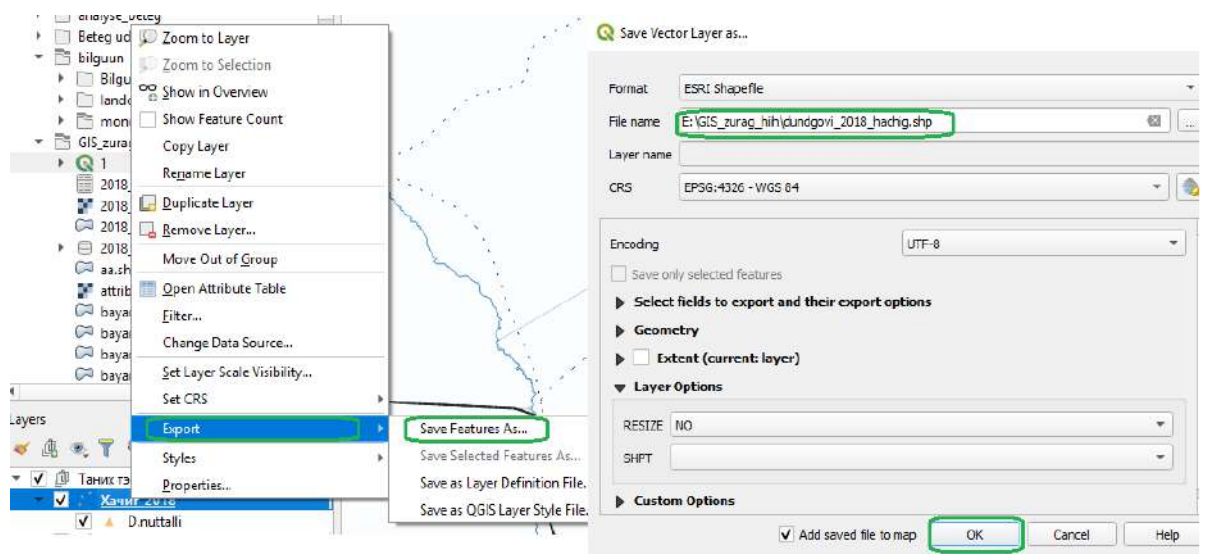 analyse_beteg
Beteg ud
bilguun
Bilgu
lande
mon
GIS_zurag
1
2018_
2018_
2018_
2018_
aa.sh
attrib
baya
baya
baya
baya
Layers
Таних тэ
Хачиг 2018
D.nuttalli
Zoom to Layer
Zoom to Selection
Show in Overview
Show Feature Count
Copy Layer
Rename Layer
Duplicate Layer
Remove Layer...
Move Out of Group
Open Attribute Table
Filter...
Change Data Source...
Set Layer Scale Visibility...
Set CRS
Export
Styles
Properties...
Save Features As...
Save Selected Features As...
Save as Layer Definition File.
Save as QGIS Layer Style File.
Save Vector Layer as...
Format ESRI Shapefile
File name E:\GIS_zurag_hih\dundgovi_2018_hachig.shp ...
Layer name
CRS EPSG:4326 - WGS 84
Encoding UTF-8
Save only selected features
Select fields to export and their export options
Geometry
Extent (current: layer)
Layer Options
RESIZE NO
SHPT
Custom Options
Add saved file to map OK Cancel Help